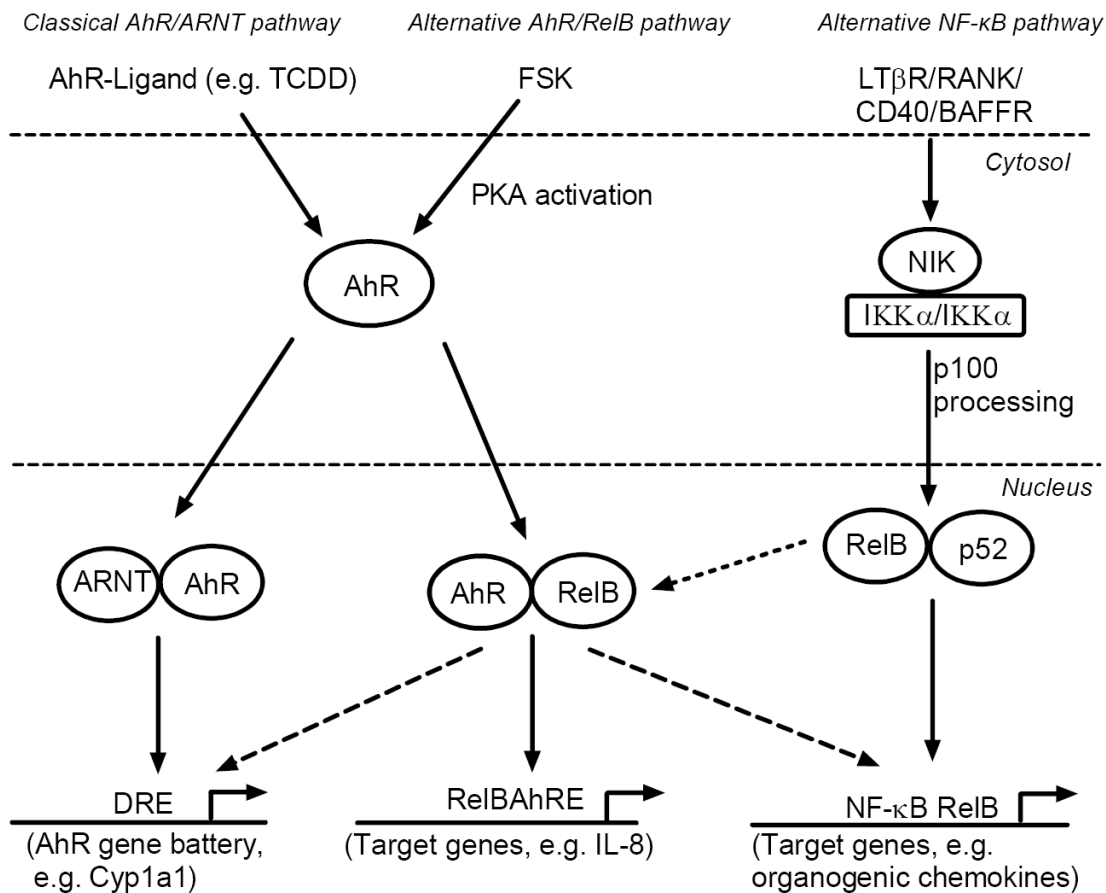 Classical AhR/ARNT pathway
Alternative AhR/RelB pathway
Alternative NF-κB pathway
AhR-Ligand (e.g. TCDD)
FSK
LTβR/RANK/
CD40/BAFFR
Cytosol
PKA activation
AhR
NIK
IKKα/IKKα
p100
processing
Nucleus
ARNT
AhR
AhR
RelB
RelB
p52
DRE
RelBAhRE
NF-κB RelB
(AhR gene battery,
e.g. Cyp1a1)
(Target genes, e.g. IL-8)
(Target genes, e.g.
organogenic chemokines)